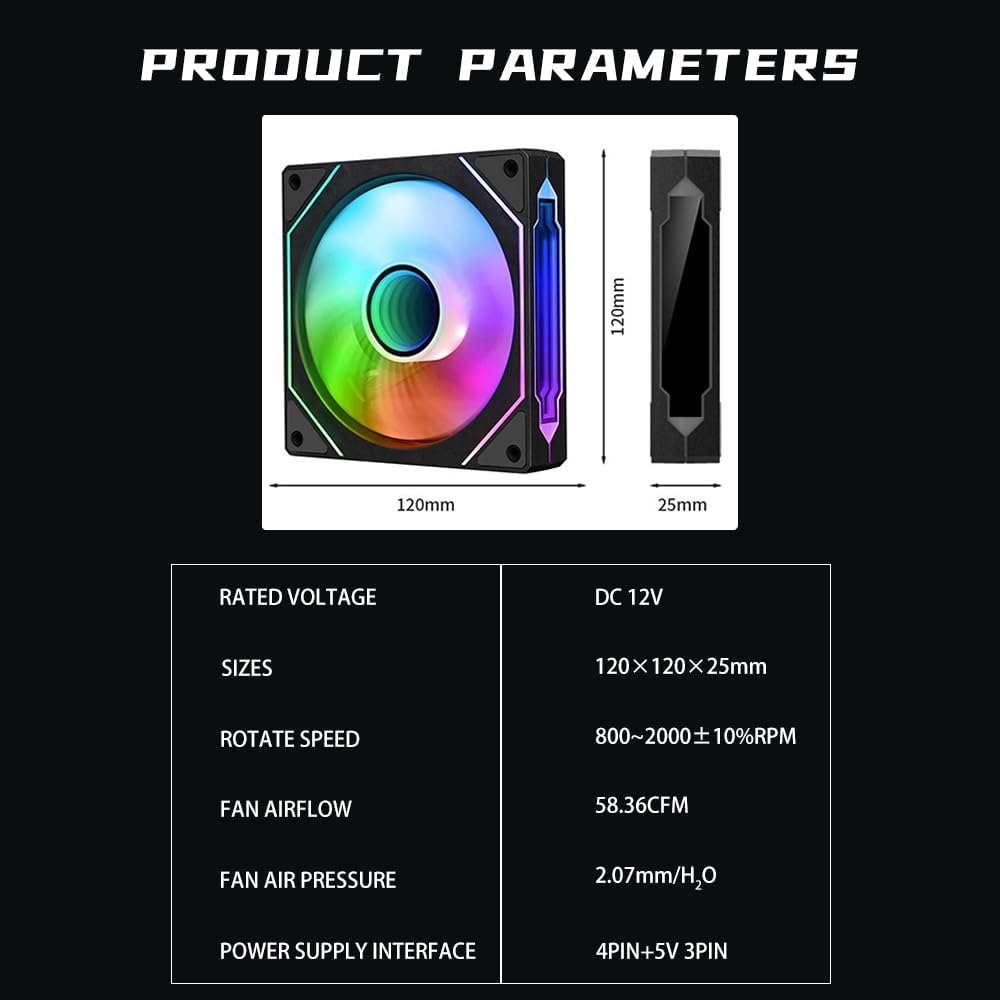 PRODUCT PARAMETERS
120mm
120mm
25mm
RATED VOLTAGE DC 12V
SIZES 120×120×25mm
ROTATE SPEED 800~2000±10%RPM
FAN AIRFLOW 58.36CFM
FAN AIR PRESSURE 2.07mm/H₂O
POWER SUPPLY INTERFACE 4PIN+5V 3PIN